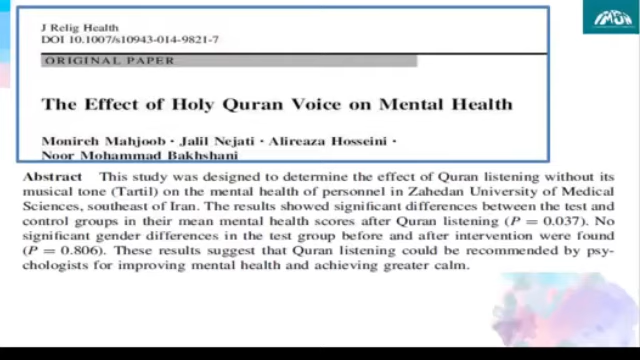 J Relig Health
DOI 10.1007/s10943-014-9821-7
ORIGINAL PAPER
The Effect of Holy Quran Voice on Mental Health
Monireh Mahjoob · Jalil Nejati · Alireaza Hosseini ·
Noor Mohammad Bakhshani
Abstract This study was designed to determine the effect of Quran listening without its
musical tone (Tartil) on the mental health of personnel in Zahedan University of Medical
Sciences, southeast of Iran. The results showed significant differences between the test and
control groups in their mean mental health scores after Quran listening (P = 0.037). No
significant gender differences in the test group before and after intervention were found
(P = 0.806). These results suggest that Quran listening could be recommended by psy-
chologists for improving mental health and achieving greater calm.